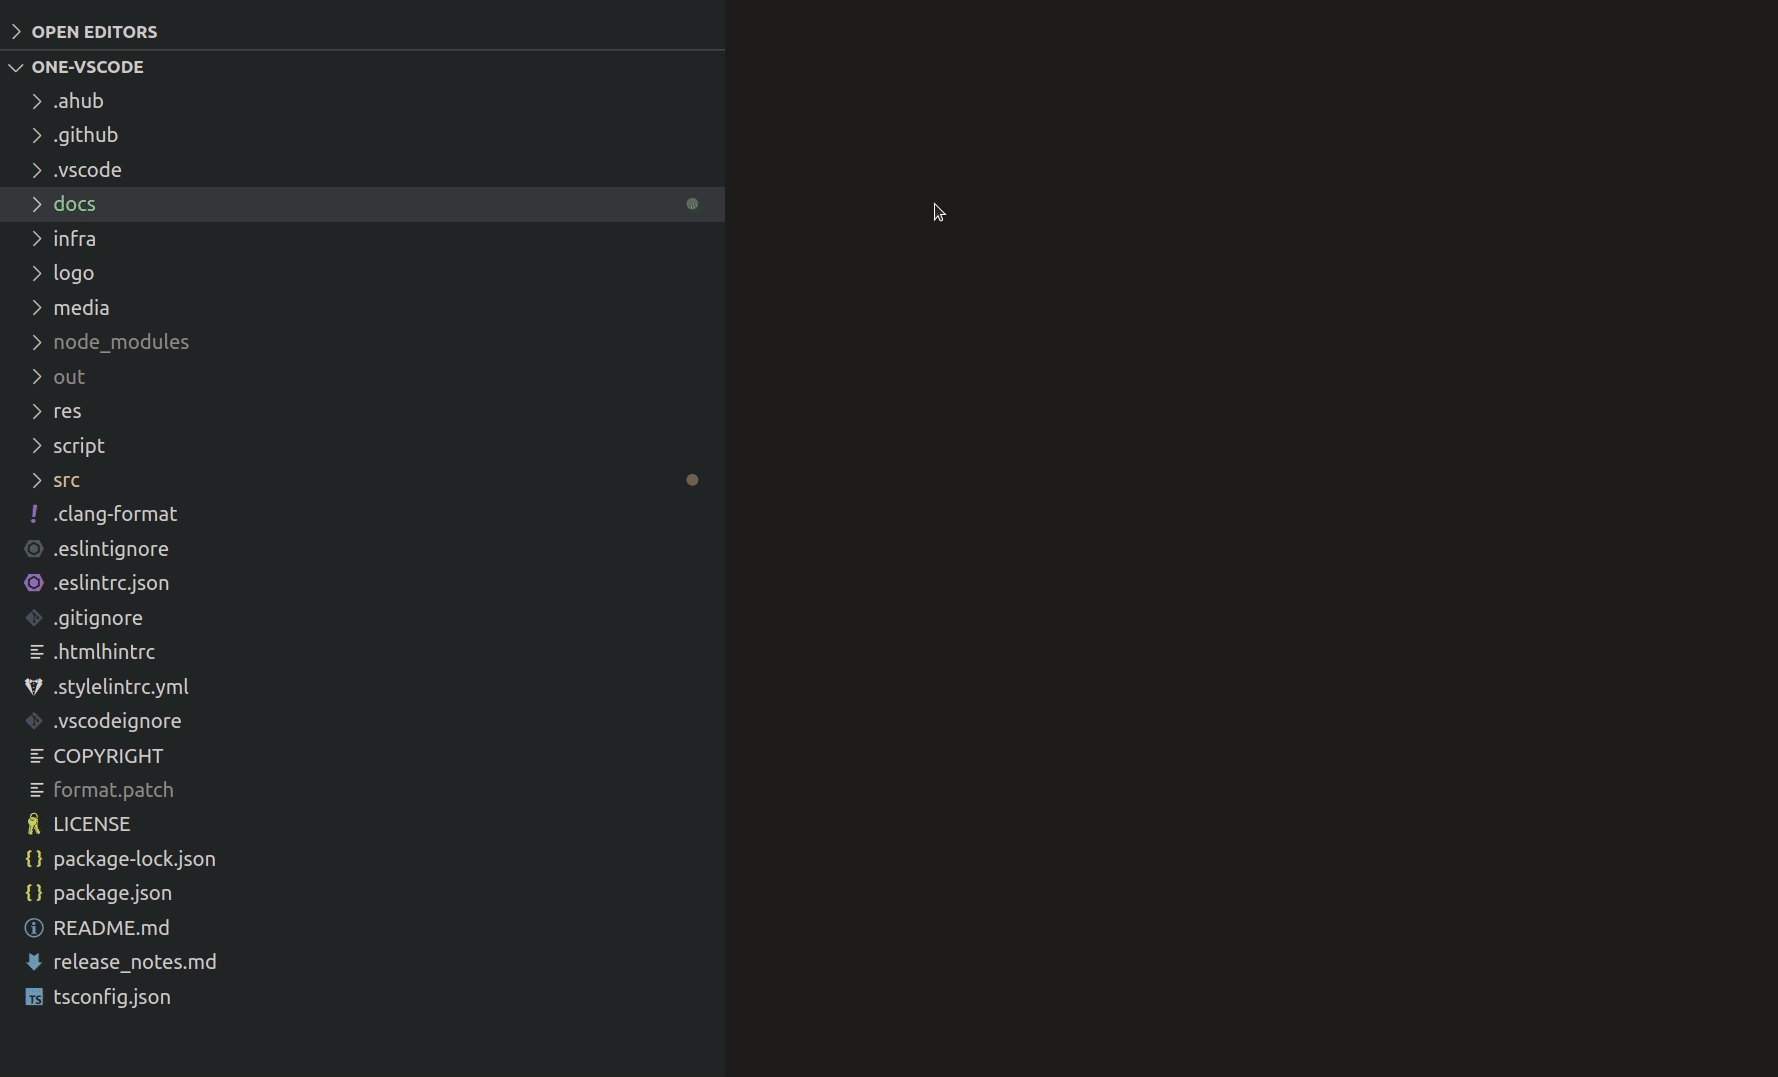 OPEN EDITORS
ONE-VSCODE
.ahub
.github
.vscode
docs
infra
logo
media
node_modules
out
res
script
src
.clang-format
.eslintignore
.eslintrc.json
.gitignore
.htmlhintrc
.stylelintrc.yml
.vscodeignore
COPYRIGHT
format.patch
LICENSE
package-lock.json
package.json
README.md
release_notes.md
tsconfig.json